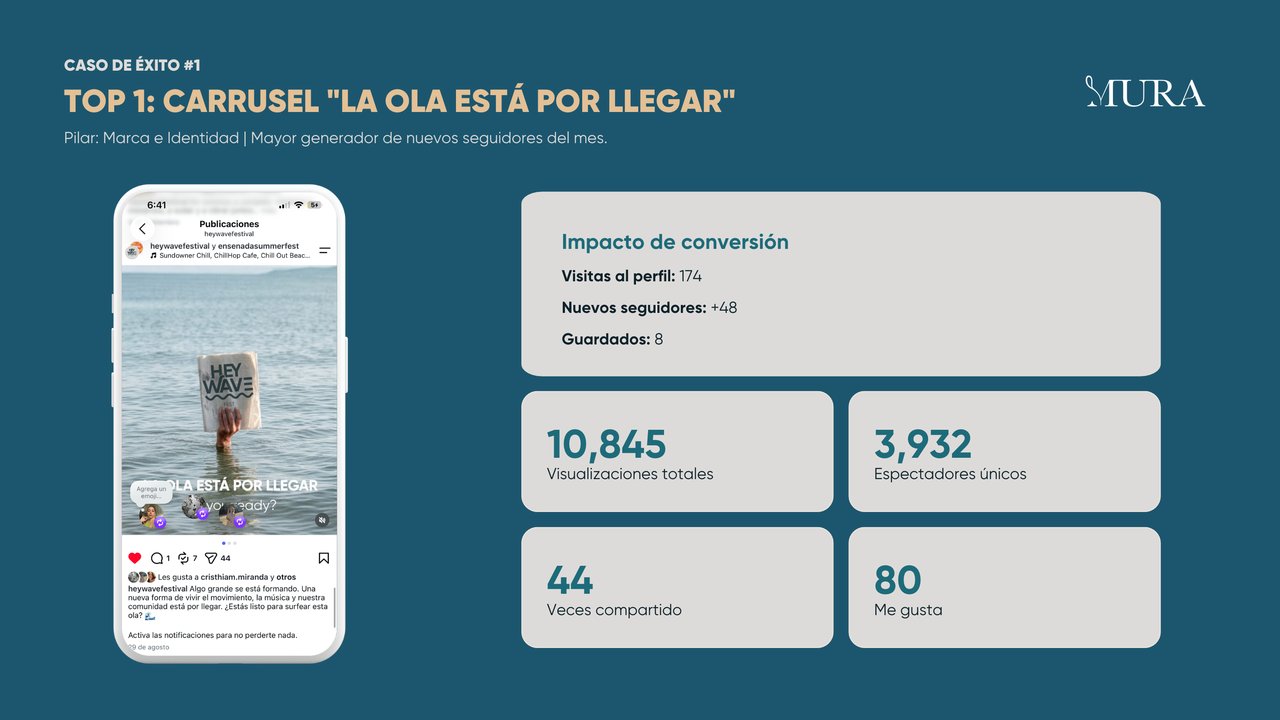 CASO DE ÉXITO #1
TOP 1: CARRUSEL "LA OLA ESTÁ POR LLEGAR"
Pilar: Marca e Identidad | Mayor generador de nuevos seguidores del mes.
MURA
6:41
5+
Publicaciones
heywavefestival
heywavefestival y ensenadasummerfest
Sundowner Chill, ChillHop Cafe, Chill Out Beac...
HEY
WAVE
FEST
OLA ESTÁ POR LLEGAR
Agrega un
emoji...
1 7 44
Les gusta a cristhiam.miranda y otros
heywavefestival Algo grande se está formando. Una
nueva forma de vivir el movimiento, la música y nuestra
comunidad está por llegar. ¿Estás listo para surfear esta
ola? 🌊
Activa las notificaciones para no perderte nada.
29 de agosto
Impacto de conversión
Visitas al perfil: 174
Nuevos seguidores: +48
Guardados: 8
10,845
Visualizaciones totales
3,932
Espectadores únicos
44
Veces compartido
80
Me gusta